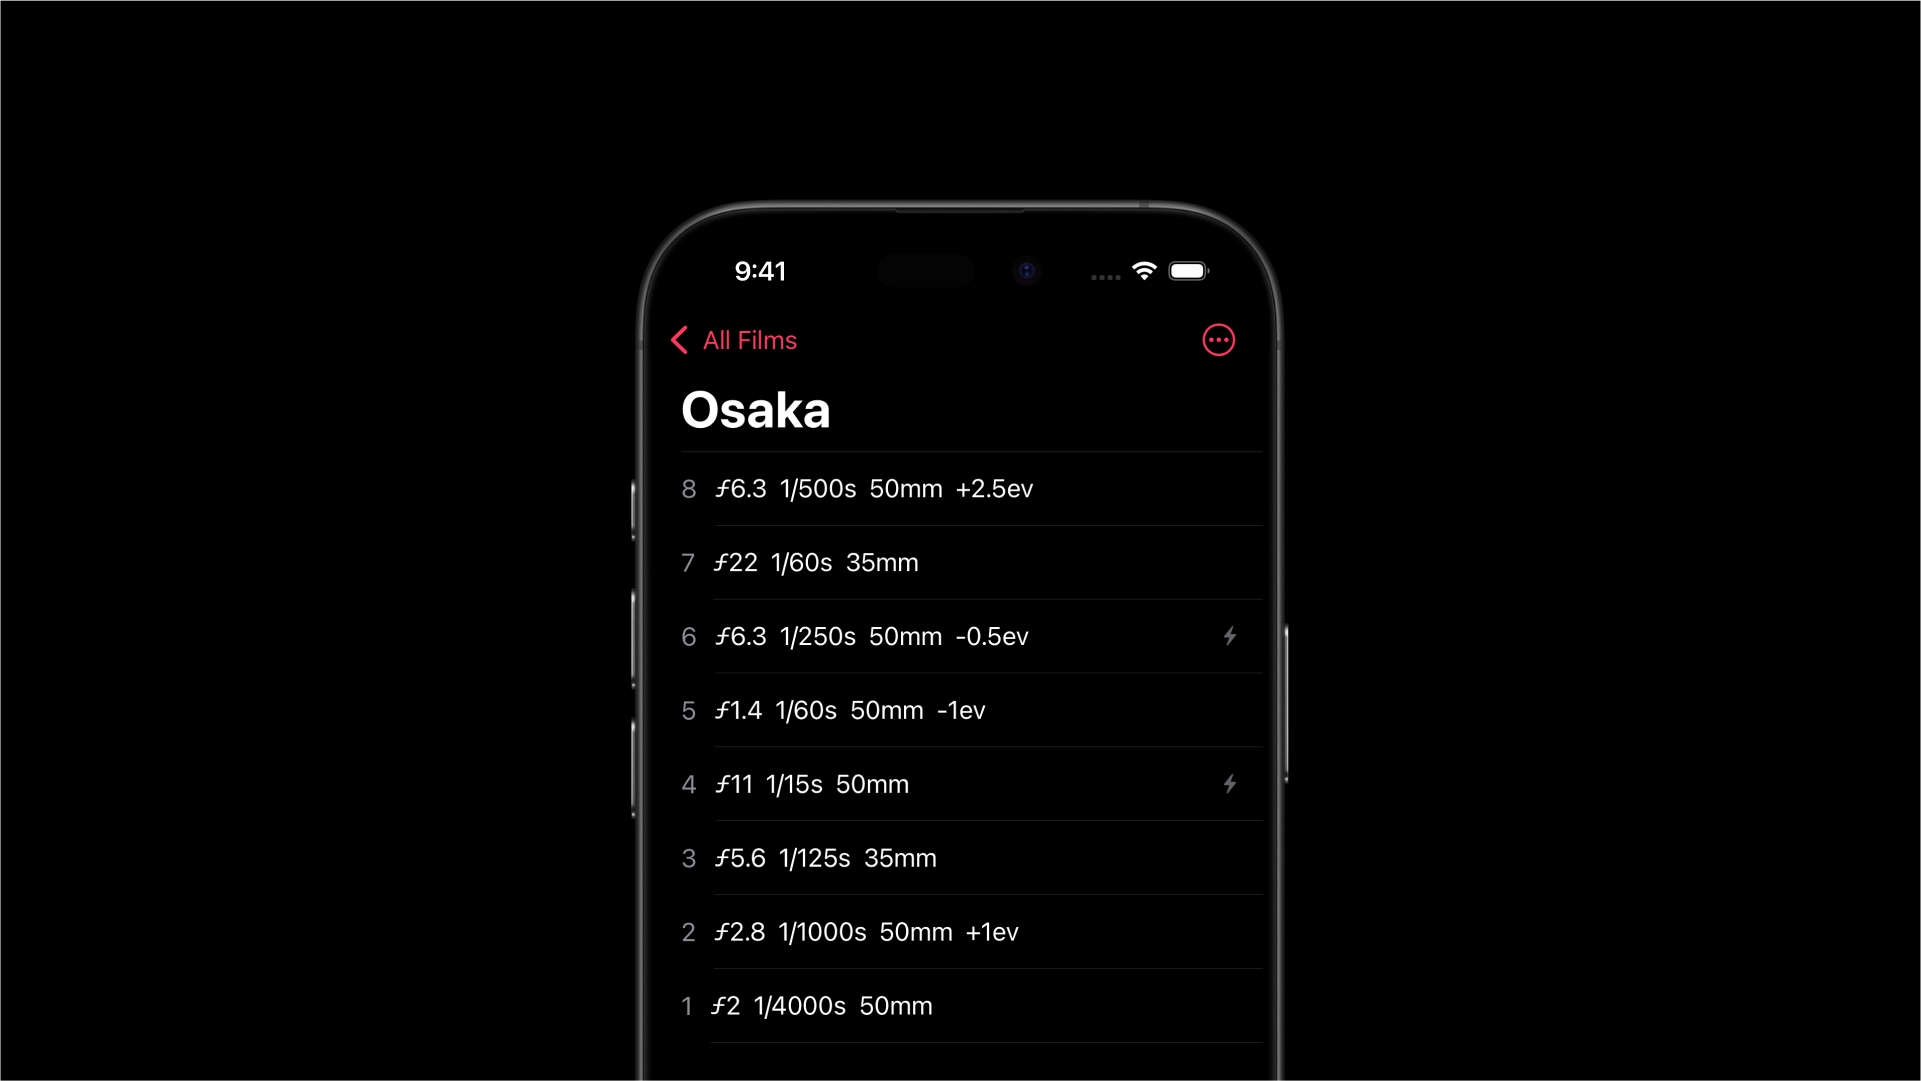 9:41
All Films
Osaka
8 ƒ6.3 1/500s 50mm +2.5ev
7 ƒ22 1/60s 35mm
6 ƒ6.3 1/250s 50mm -0.5ev
5 ƒ1.4 1/60s 50mm -1ev
4 ƒ11 1/15s 50mm
3 ƒ5.6 1/125s 35mm
2 ƒ2.8 1/1000s 50mm +1ev
1 ƒ2 1/4000s 50mm